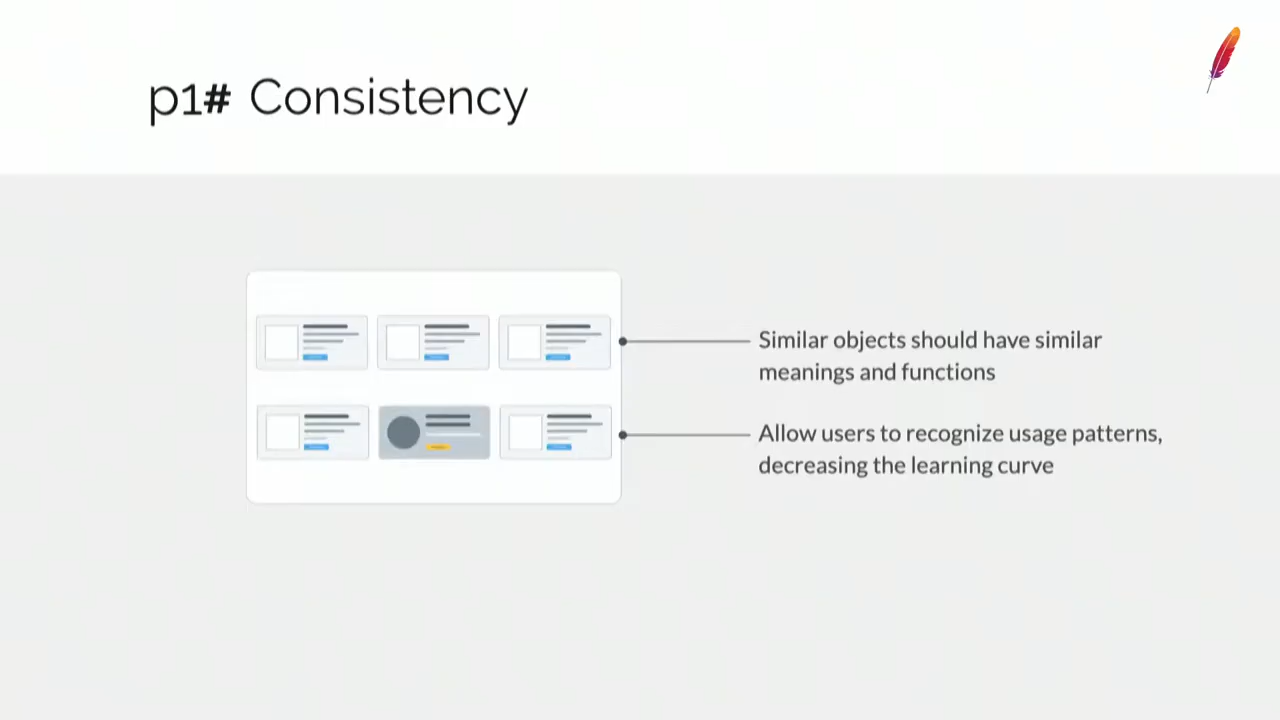 p1# Consistency
Similar objects should have similar
meanings and functions
Allow users to recognize usage patterns,
decreasing the learning curve